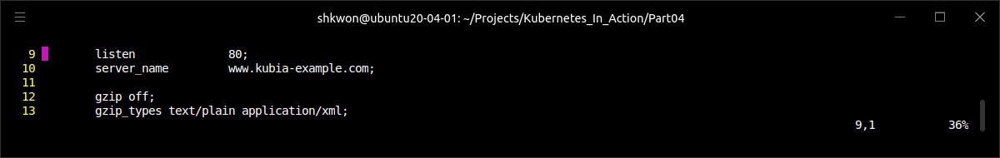 shkwon@ubuntu20-04-01: ~/Projects/Kubernetes_In_Action/Part04
9 listen 80;
10 server_name www.kubia-example.com;
11
12 gzip off;
13 gzip_types text/plain application/xml;
9,1 36%